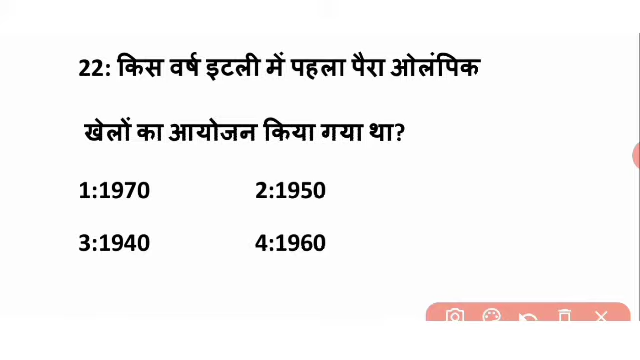 22: किस वर्ष इटली में पहला पैरा ओलंपिक
खेलों का आयोजन किया गया था?
1:1970 2:1950
3:1940 4:1960